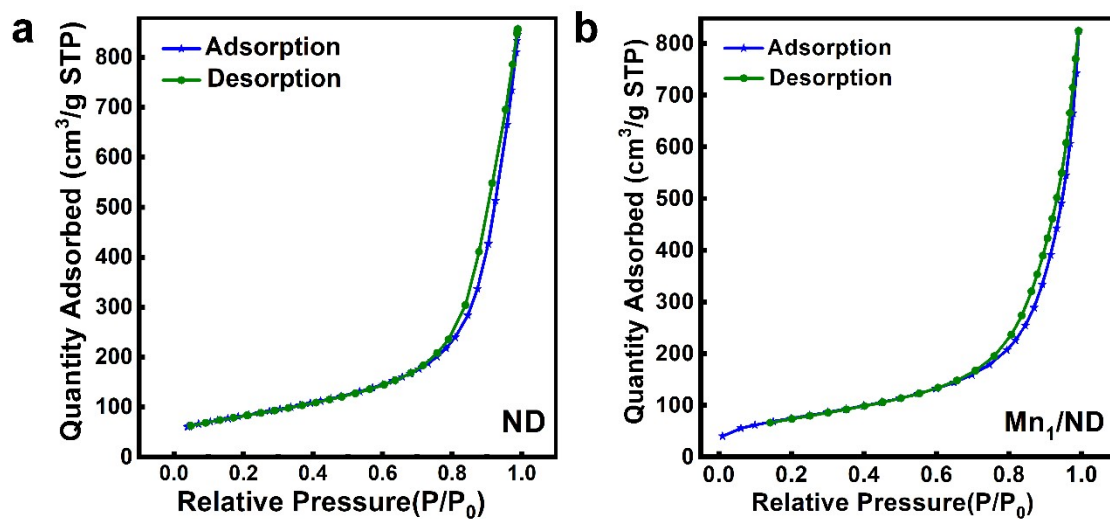 a
Adsorption
Desorption
Quantity Adsorbed (cm³/g STP)
800
700
600
500
400
300
200
100
0
0.0 0.2 0.4 0.6 0.8 1.0
Relative Pressure(P/P₀)
ND
b
Adsorption
Desorption
Quantity Adsorbed (cm³/g STP)
800
700
600
500
400
300
200
100
0
0.0 0.2 0.4 0.6 0.8 1.0
Relative Pressure(P/P₀)
Mn₁/ND